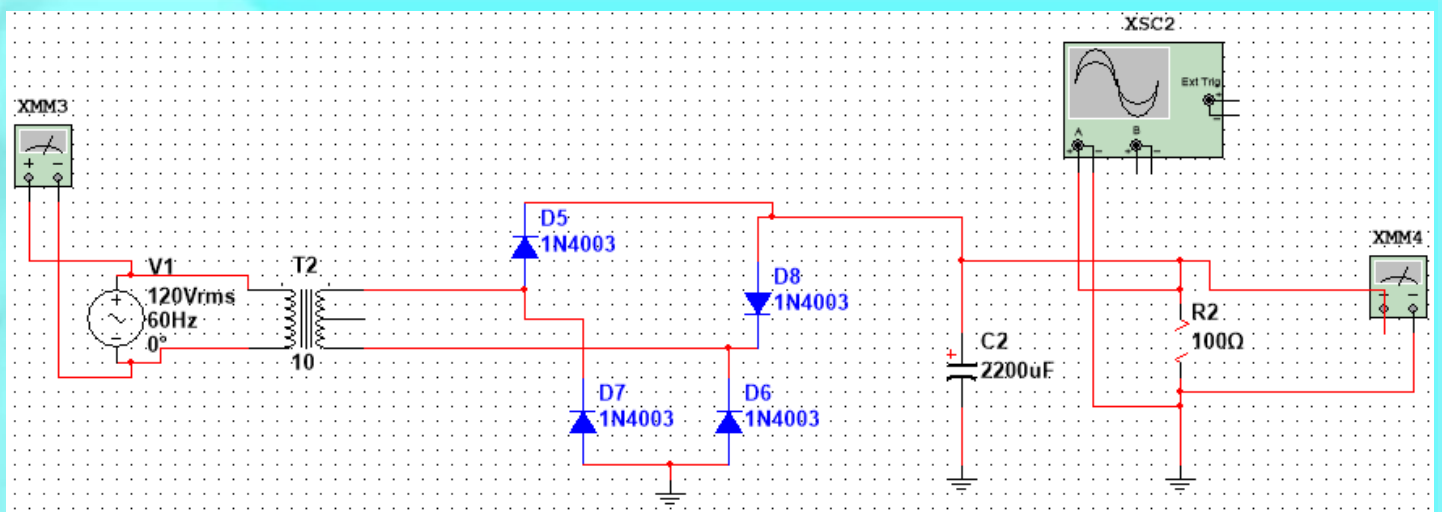 XSC2
Ext Trig
+
−
A
B
+ − + −
XMM3
+ −
XMM4
+ −
D5
1N4003
V1
120Vrms
60Hz
0°
+
−
T2
10
D8
1N4003
D7
1N4003
D6
1N4003
+
C2
2200uF
R2
100Ω